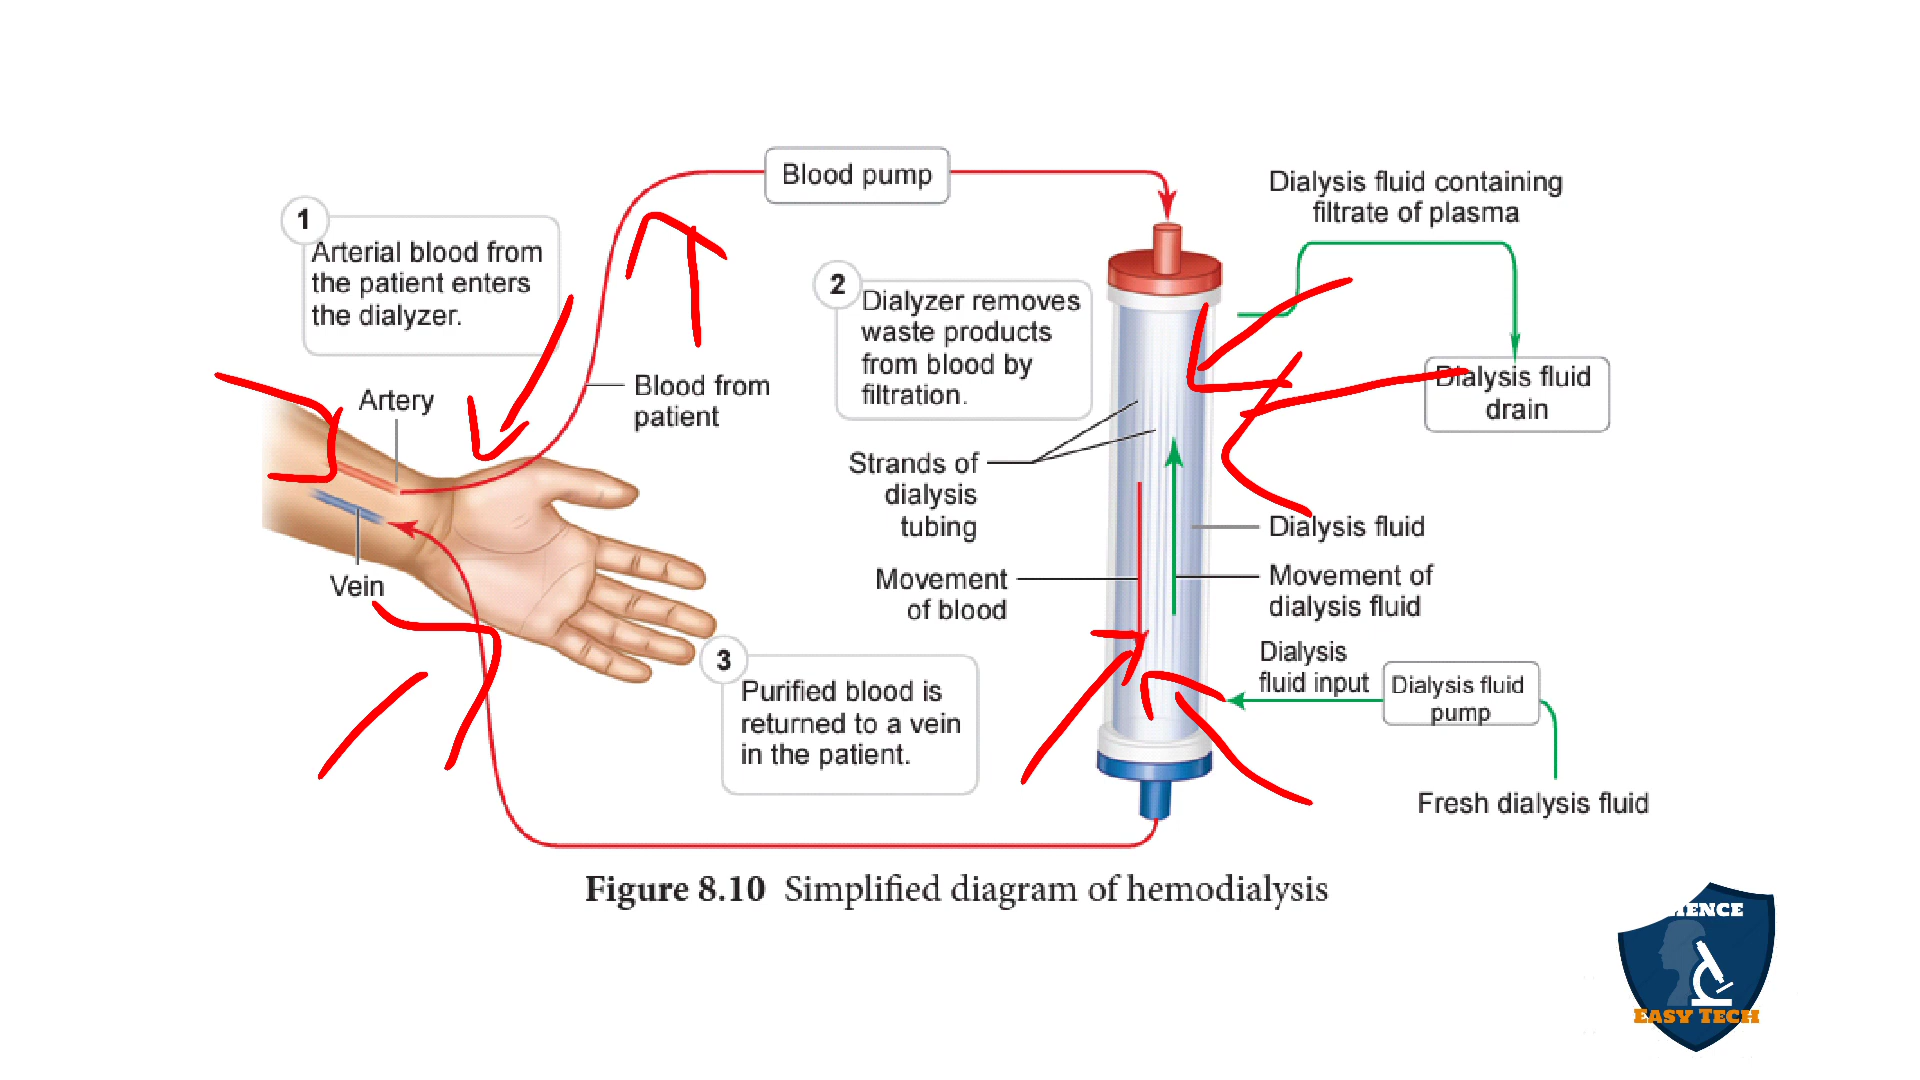 Blood pump
Dialysis fluid containing
filtrate of plasma
1
Arterial blood from
the patient enters
the dialyzer.
2
Dialyzer removes
waste products
from blood by
filtration.
Dialysis fluid
drain
Artery
Blood from
patient
Strands of
dialysis
tubing
Dialysis fluid
Vein
Movement
of blood
Movement of
dialysis fluid
3
Purified blood is
returned to a vein
in the patient.
Dialysis
fluid input
Dialysis fluid
pump
Fresh dialysis fluid
Figure 8.10 Simplified diagram of hemodialysis
EASY TECH